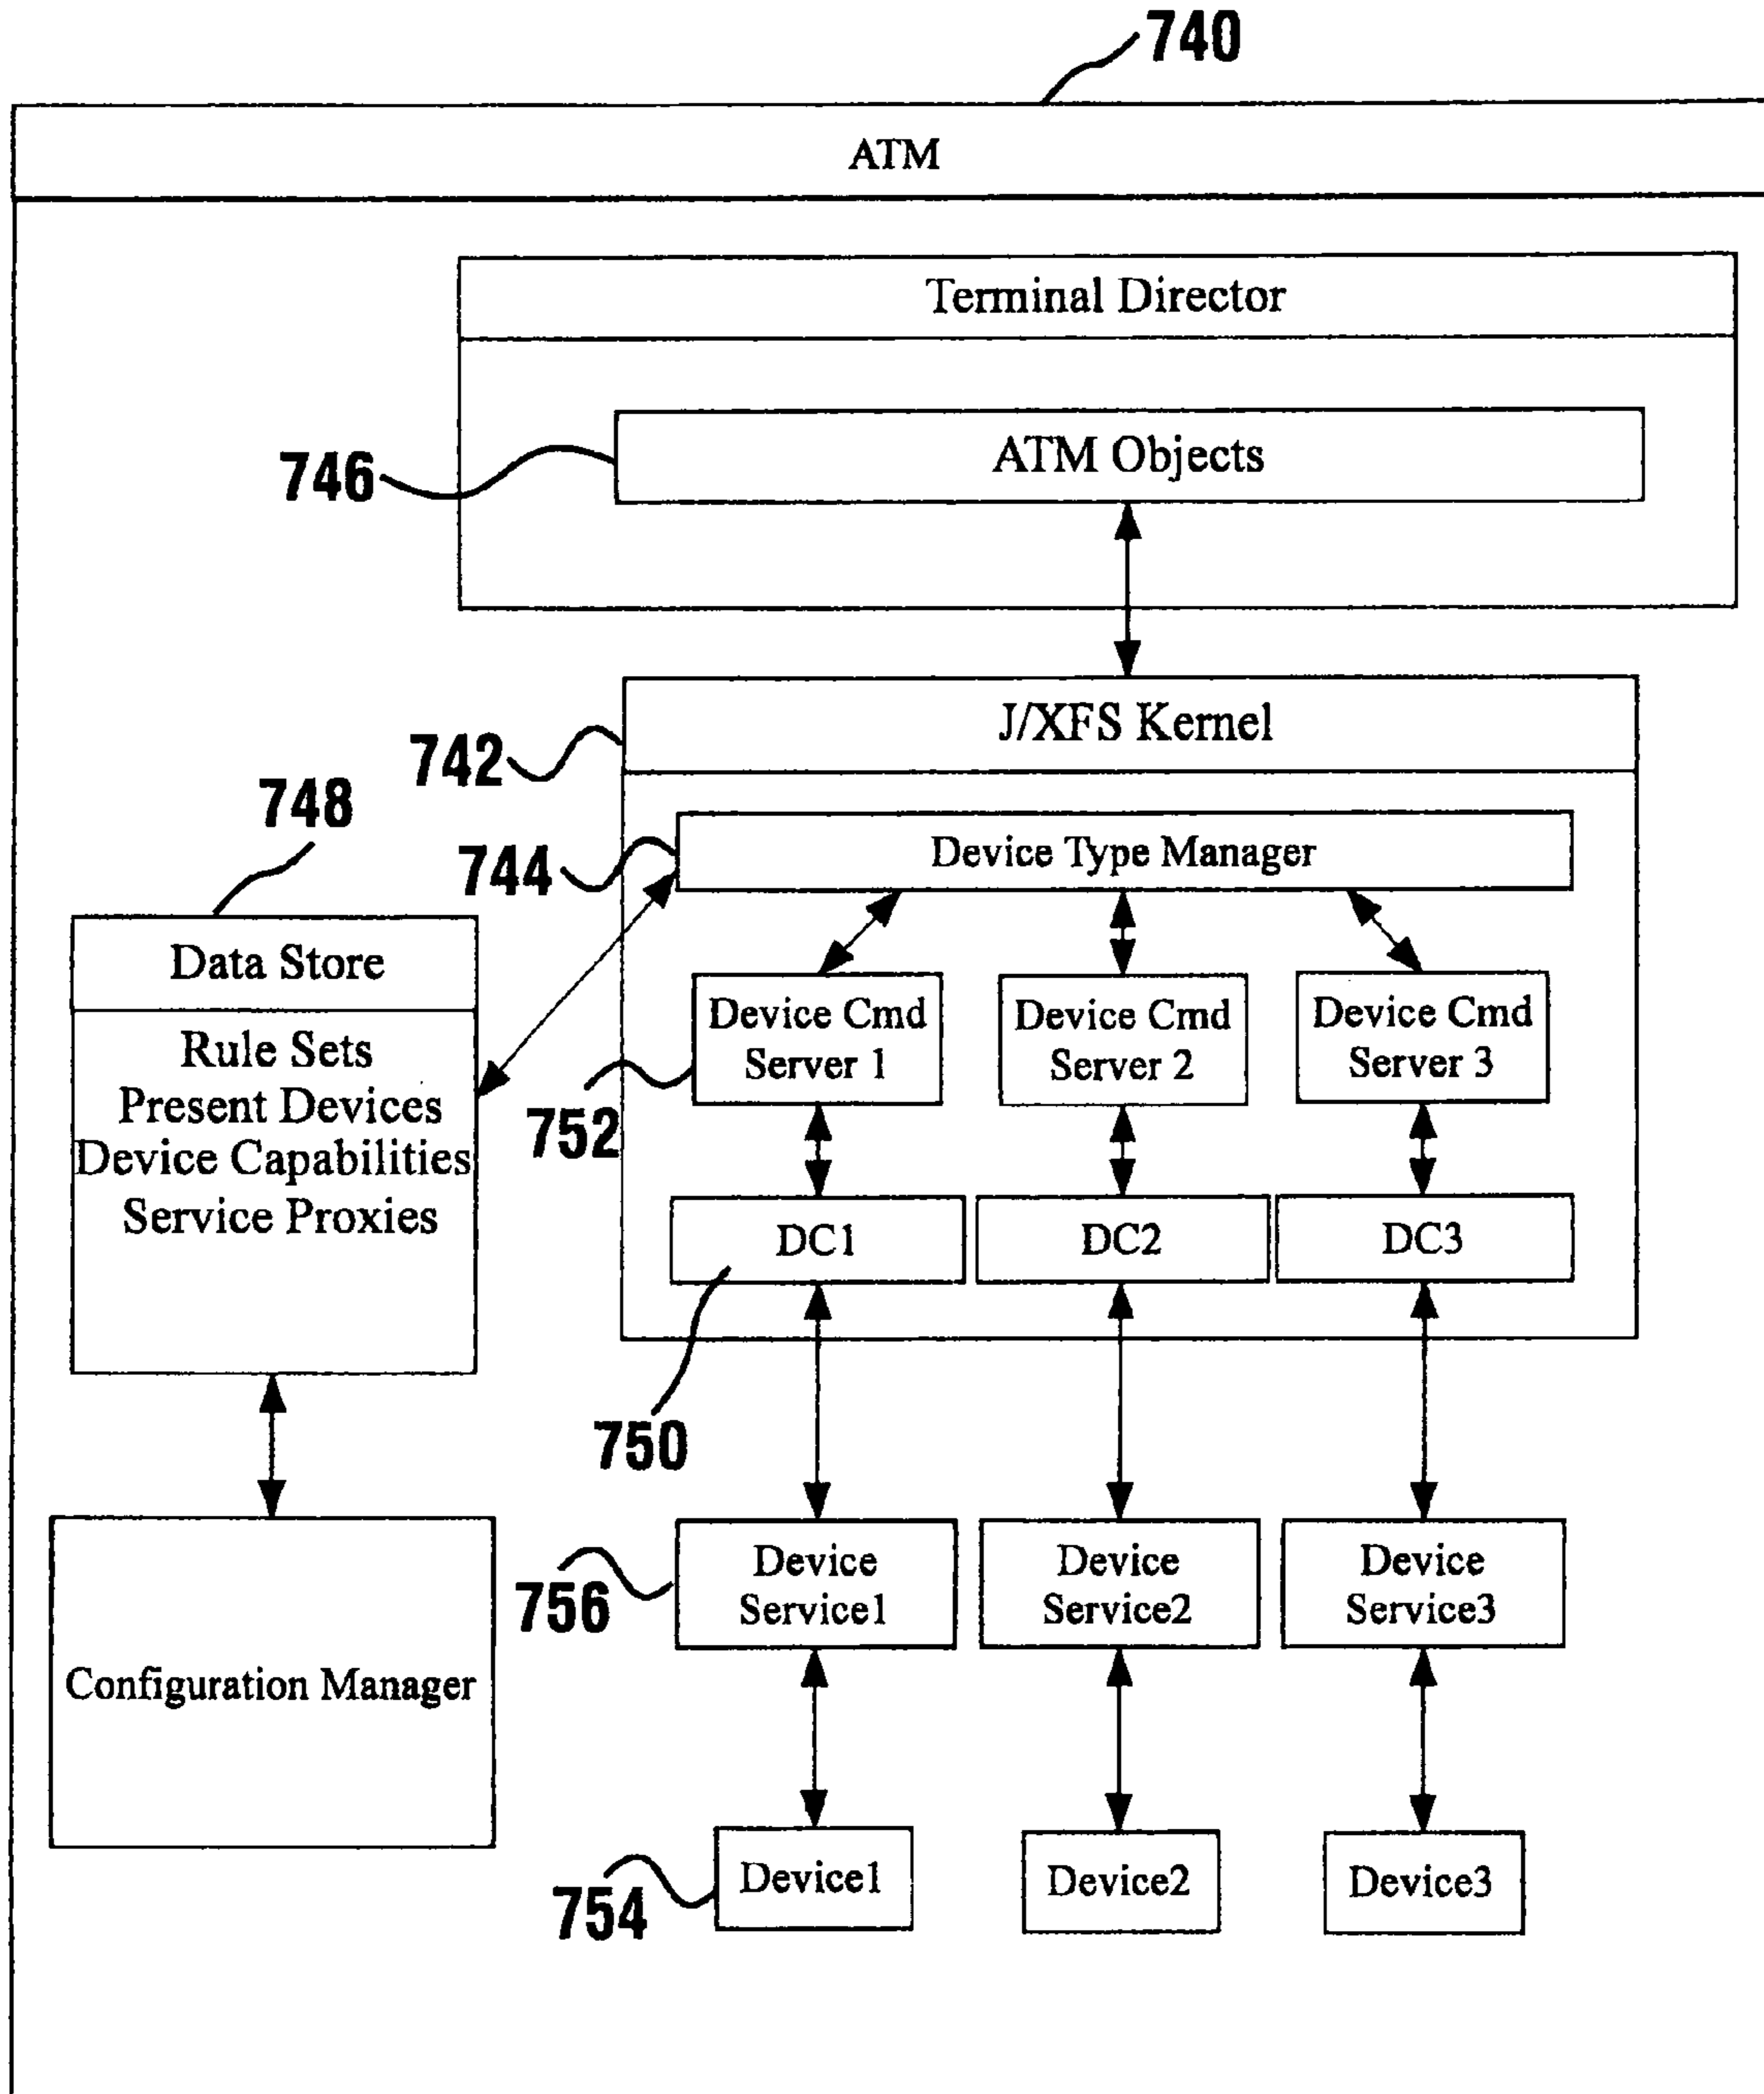 740
ATM
Terminal Director
746
ATM Objects
742
J/XFS Kernel
748
744
Device Type Manager
Data Store
Rule Sets
Present Devices
Device Capabilities
Service Proxies
Device Cmd
Server 1
Device Cmd
Server 2
Device Cmd
Server 3
752
DC1
DC2
DC3
750
Configuration Manager
756
Device
Service1
Device
Service2
Device
Service3
754
Device1
Device2
Device3